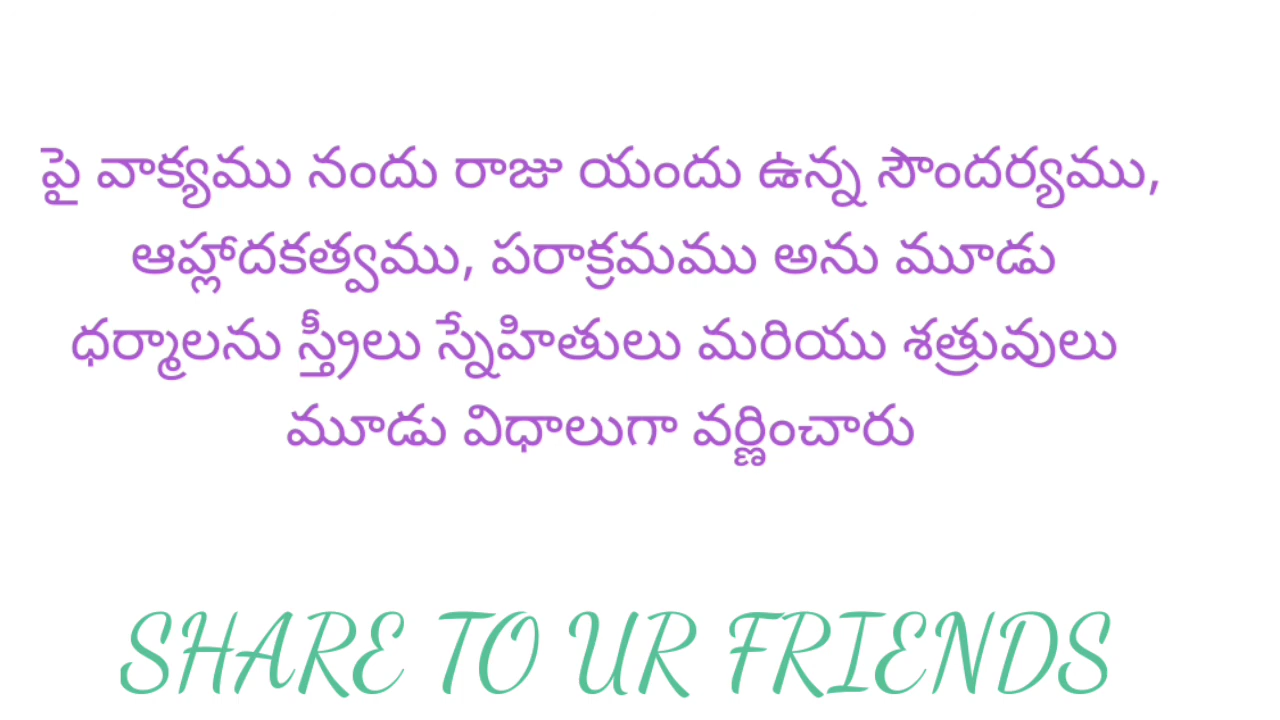 పై వాక్యము నందు రాజు యందు ఉన్న సౌందర్యము,
ఆహ్లాదకత్వము, పరాక్రమము అను మూడు
ధర్మాలను స్త్రీలు స్నేహితులు మరియు శత్రువులు
మూడు విధాలుగా వర్ణించారు
SHARE TO UR FRIENDS